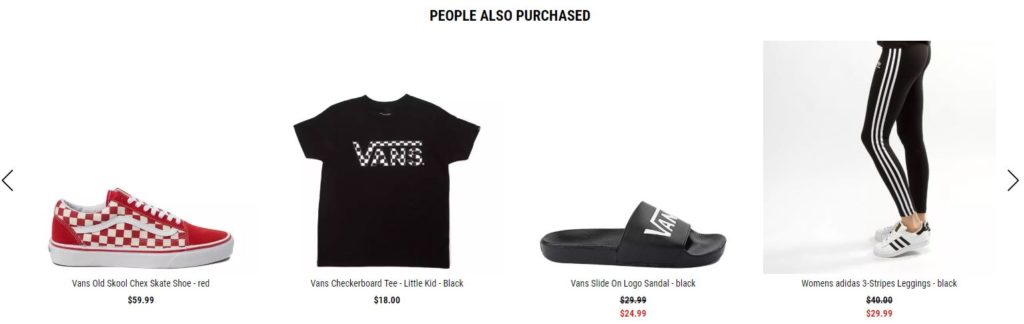 PEOPLE ALSO PURCHASED
VANS
VANS
Vans Old Skool Chex Skate Shoe - red
$59.99
Vans Checkerboard Tee - Little Kid - Black
$18.00
Vans Slide On Logo Sandal - black
$29.99
$24.99
Womens adidas 3-Stripes Leggings - black
$40.00
$29.99